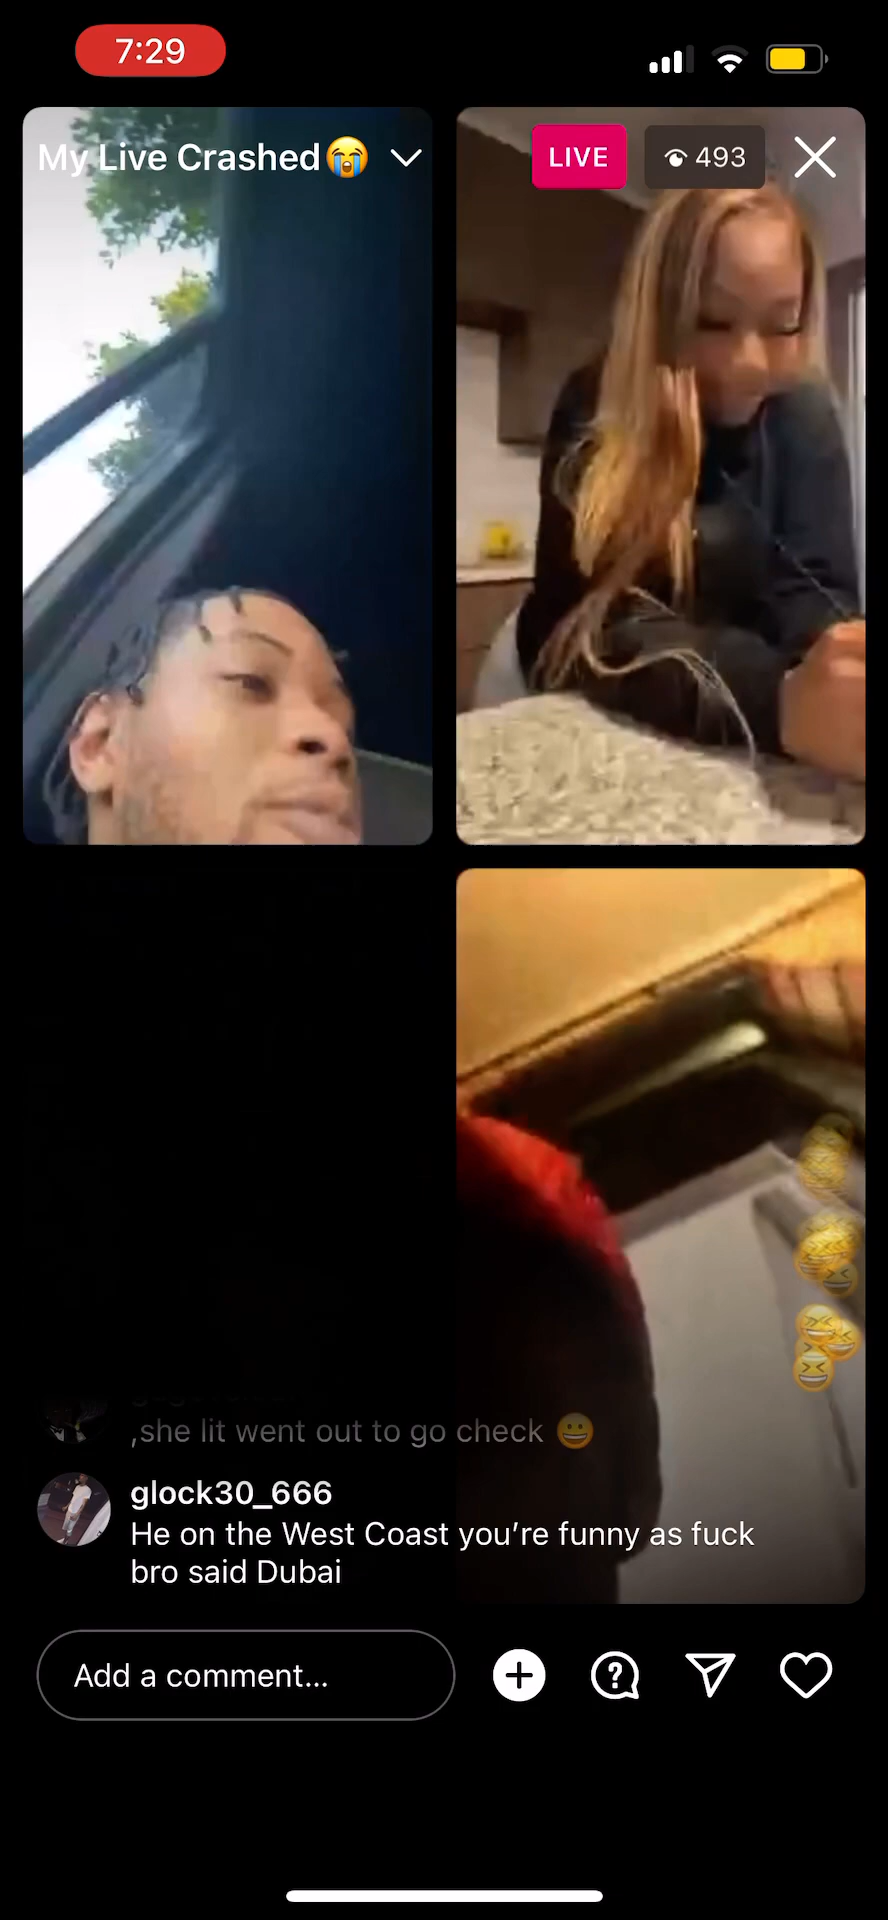 7:29
My Live Crashed😭
LIVE
493
,she lit went out to go check 😀
glock30_666
He on the West Coast you're funny as fuck
bro said Dubai
Add a comment...